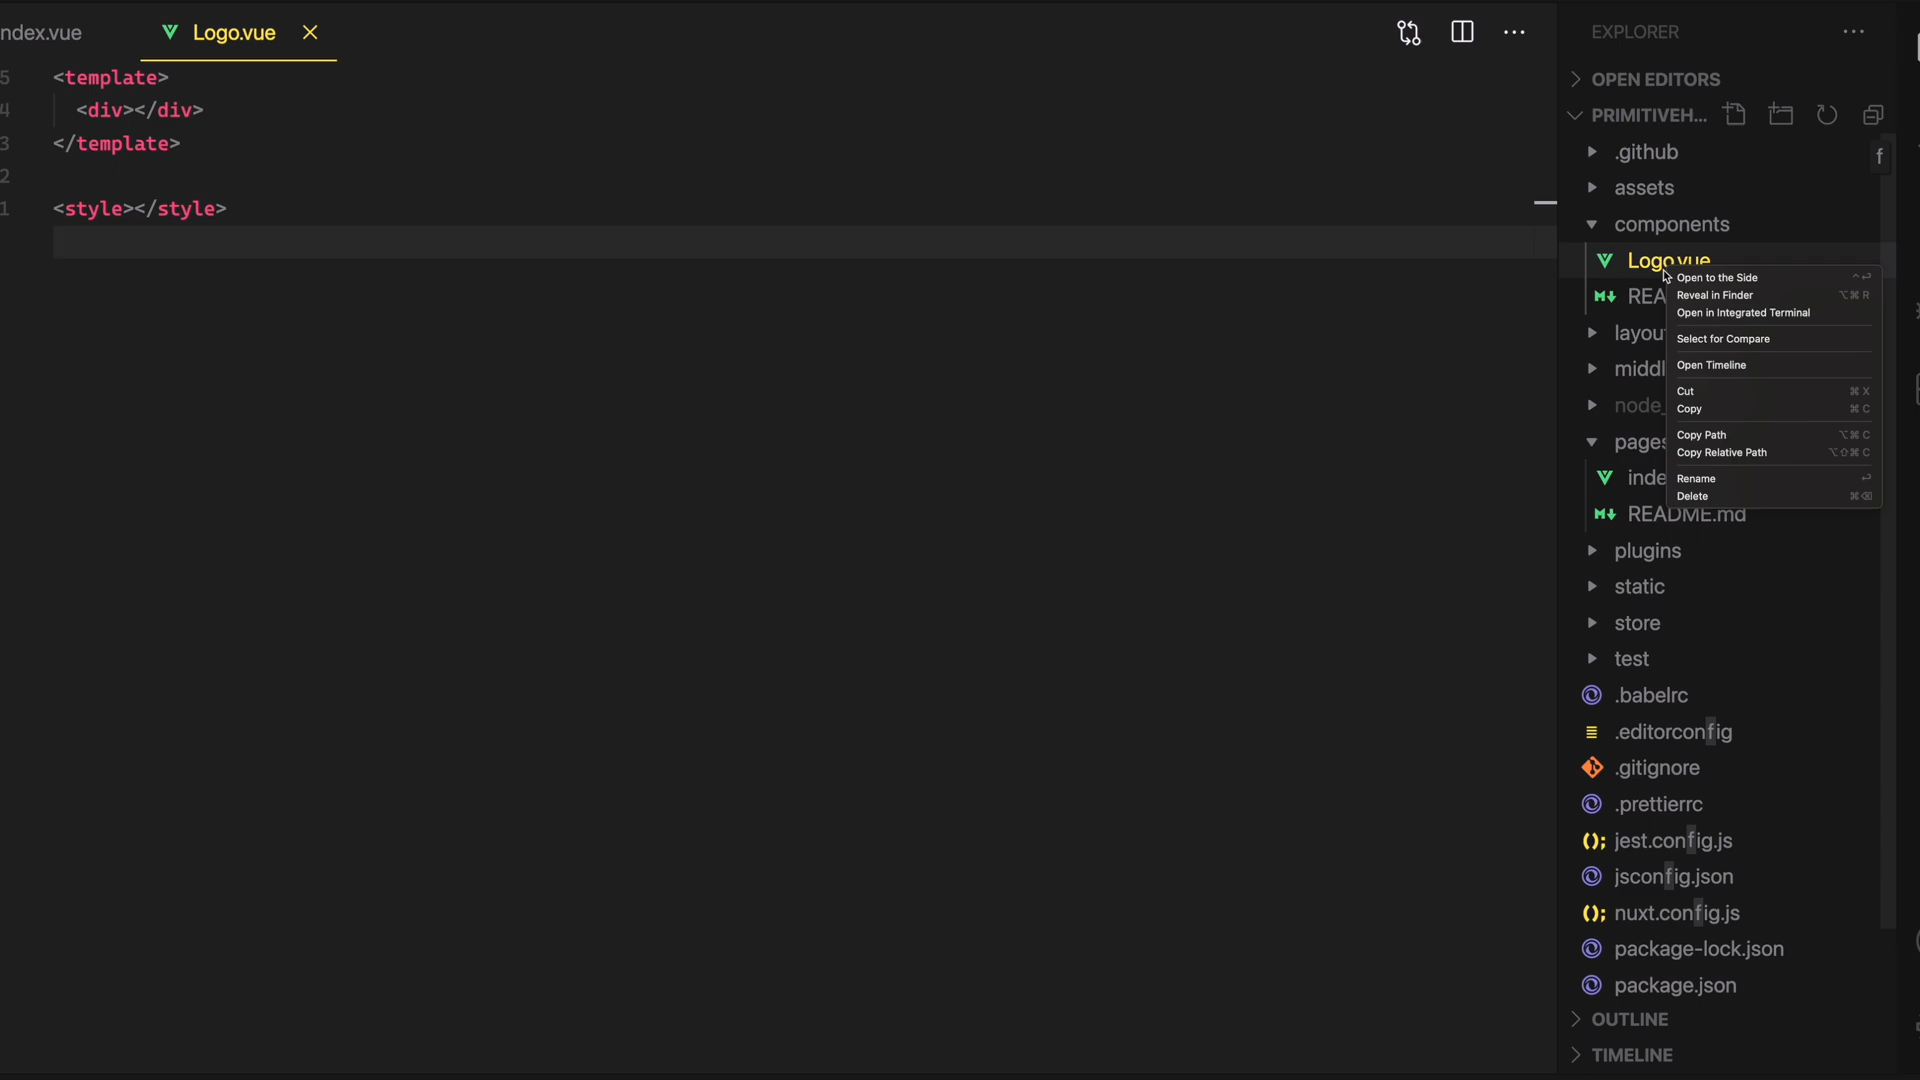 ndex.vue
Logo.vue
5 <template>
4 <div></div>
3 </template>
2
1 <style></style>
EXPLORER
OPEN EDITORS
PRIMITIVEH...
.github
f
assets
components
Logo.vue
REA
layou
middl
node_
pages
inde
README.md
plugins
static
store
test
.babelrc
.editorconfig
.gitignore
.prettierrc
jest.config.js
jsconfig.json
nuxt.config.js
package-lock.json
package.json
OUTLINE
TIMELINE
Open to the Side ⌃⏎
Reveal in Finder ⌥⌘R
Open in Integrated Terminal
Select for Compare
Open Timeline
Cut ⌘X
Copy ⌘C
Copy Path ⌥⌘C
Copy Relative Path ⌥⇧⌘C
Rename ⏎
Delete ⌘⌫